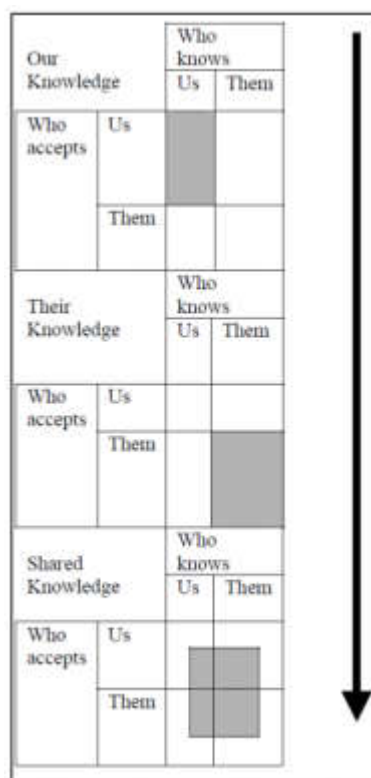 Our
Knowledge
Who
knows
Us Them
Who
accepts
Us
Them
Their
Knowledge
Who
knows
Us Them
Who
accepts
Us
Them
Shared
Knowledge
Who
knows
Us Them
Who
accepts
Us
Them